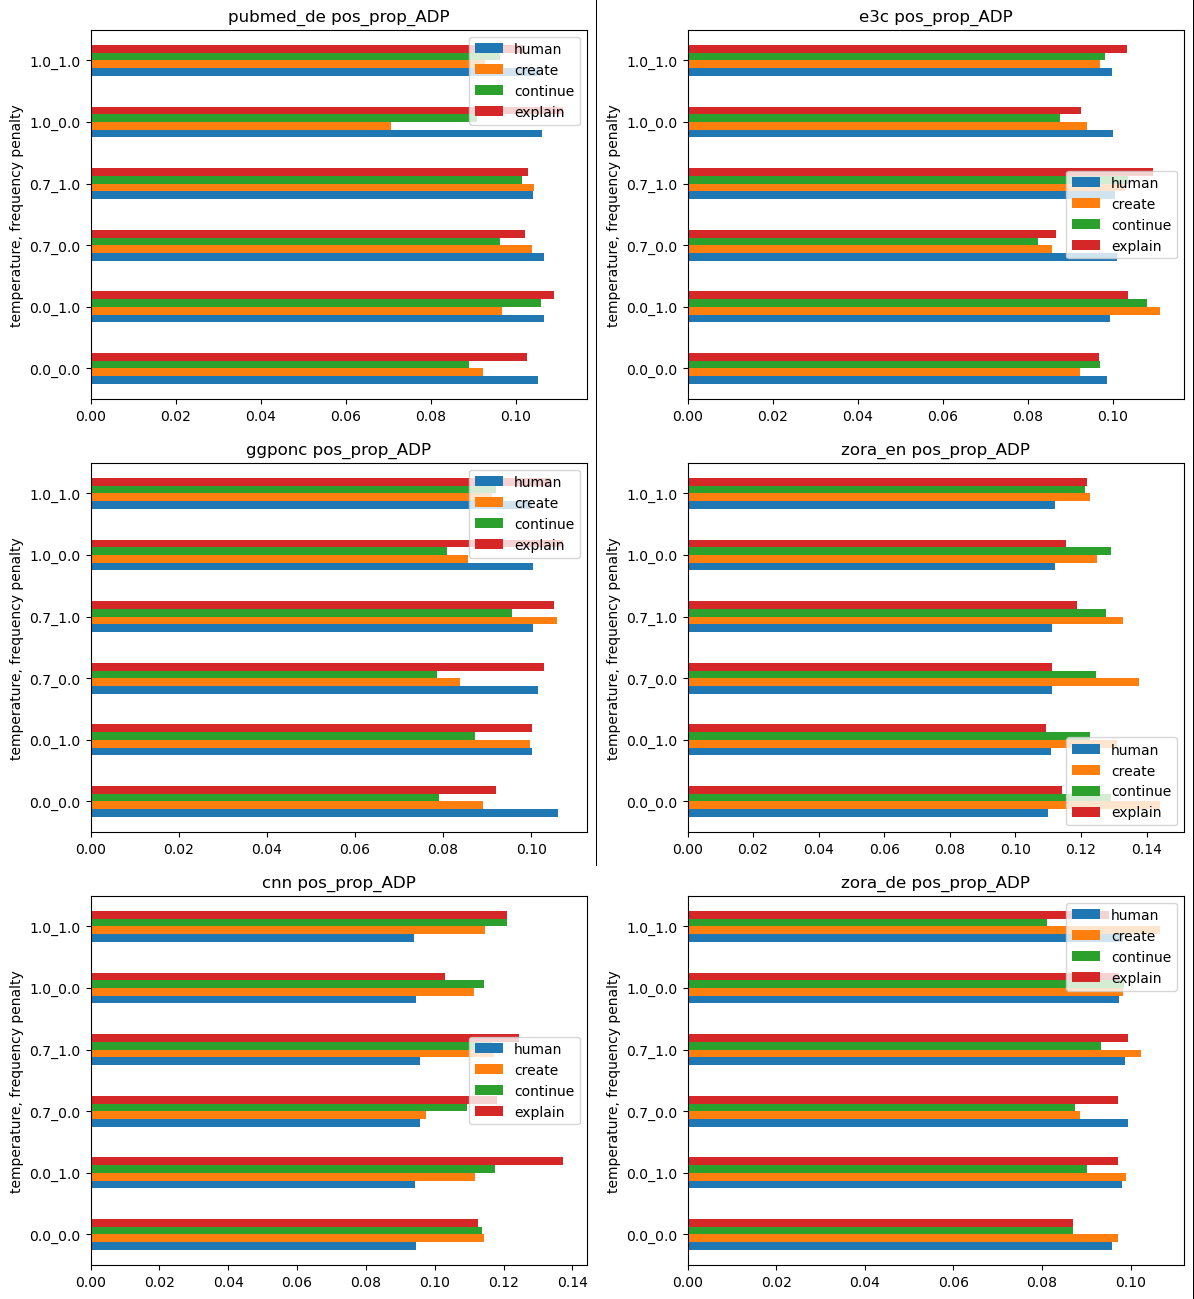 pubmed_de pos_prop_ADP
temperature, frequency penalty
1.0_1.0
1.0_0.0
0.7_1.0
0.7_0.0
0.0_1.0
0.0_0.0
0.00 0.02 0.04 0.06 0.08 0.10
human
create
continue
explain
e3c pos_prop_ADP
temperature, frequency penalty
1.0_1.0
1.0_0.0
0.7_1.0
0.7_0.0
0.0_1.0
0.0_0.0
0.00 0.02 0.04 0.06 0.08 0.10
human
create
continue
explain
ggponc pos_prop_ADP
temperature, frequency penalty
1.0_1.0
1.0_0.0
0.7_1.0
0.7_0.0
0.0_1.0
0.0_0.0
0.00 0.02 0.04 0.06 0.08 0.10
human
create
continue
explain
zora_en pos_prop_ADP
temperature, frequency penalty
1.0_1.0
1.0_0.0
0.7_1.0
0.7_0.0
0.0_1.0
0.0_0.0
0.00 0.02 0.04 0.06 0.08 0.10 0.12 0.14
human
create
continue
explain
cnn pos_prop_ADP
temperature, frequency penalty
1.0_1.0
1.0_0.0
0.7_1.0
0.7_0.0
0.0_1.0
0.0_0.0
0.00 0.02 0.04 0.06 0.08 0.10 0.12 0.14
human
create
continue
explain
zora_de pos_prop_ADP
temperature, frequency penalty
1.0_1.0
1.0_0.0
0.7_1.0
0.7_0.0
0.0_1.0
0.0_0.0
0.00 0.02 0.04 0.06 0.08 0.10
human
create
continue
explain